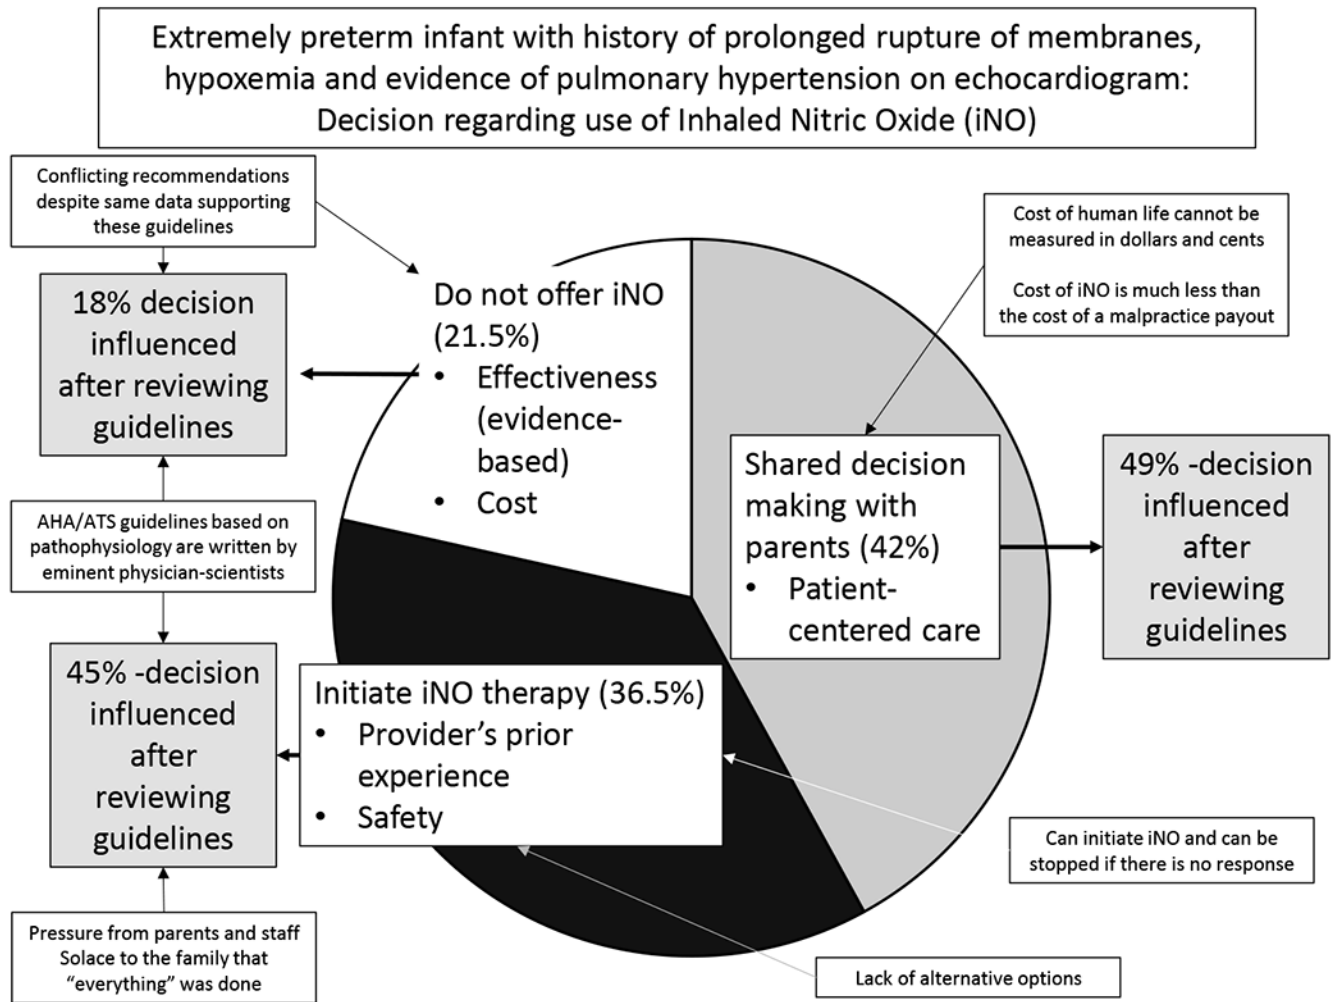 Extremely preterm infant with history of prolonged rupture of membranes,
hypoxemia and evidence of pulmonary hypertension on echocardiogram:
Decision regarding use of Inhaled Nitric Oxide (iNO)
Conflicting recommendations
despite same data supporting
these guidelines
Cost of human life cannot be
measured in dollars and cents
Cost of iNO is much less than
the cost of a malpractice payout
18% decision
influenced
after reviewing
guidelines
Do not offer iNO
(21.5%)
• Effectiveness
(evidence-
based)
• Cost
Shared decision
making with
parents (42%)
• Patient-
centered care
49% -decision
influenced
after
reviewing
guidelines
AHA/ATS guidelines based on
pathophysiology are written by
eminent physician-scientists
45% -decision
influenced
after
reviewing
guidelines
Initiate iNO therapy (36.5%)
• Provider’s prior
experience
• Safety
Can initiate iNO and can be
stopped if there is no response
Pressure from parents and staff
Solace to the family that
“everything” was done
Lack of alternative options